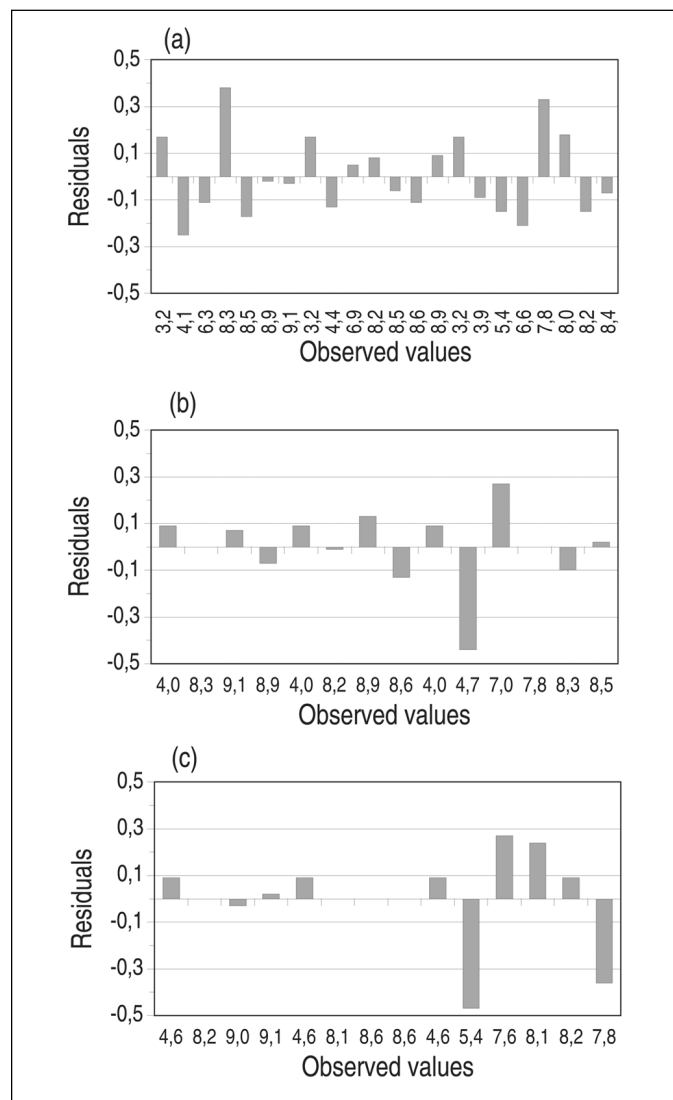 (a)
0,5
0,3
0,1
-0,1
-0,3
-0,5
Residuals
3,2 4,1 6,3 8,3 8,5 8,9 9,1 3,2 4,4 6,9 8,2 8,5 8,6 8,9 3,2 3,9 5,4 6,6 7,8 8,0 8,2 8,4
Observed values
(b)
0,5
0,3
0,1
-0,1
-0,3
-0,5
Residuals
4,0 8,3 9,1 8,9 4,0 8,2 8,9 8,6 4,0 4,7 7,0 7,8 8,3 8,5
Observed values
(c)
0,5
0,3
0,1
-0,1
-0,3
-0,5
Residuals
4,6 8,2 9,0 9,1 4,6 8,1 8,6 8,6 4,6 5,4 7,6 8,1 8,2 7,8
Observed values